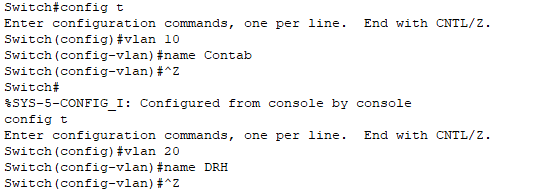 Switch#config t
Enter configuration commands, one per line.  End with CNTL/Z.
Switch(config)#vlan 10
Switch(config-vlan)#name Contab
Switch(config-vlan)#^Z
Switch#
%SYS-5-CONFIG_I: Configured from console by console
config t
Enter configuration commands, one per line.  End with CNTL/Z.
Switch(config)#vlan 20
Switch(config-vlan)#name DRH
Switch(config-vlan)#^Z